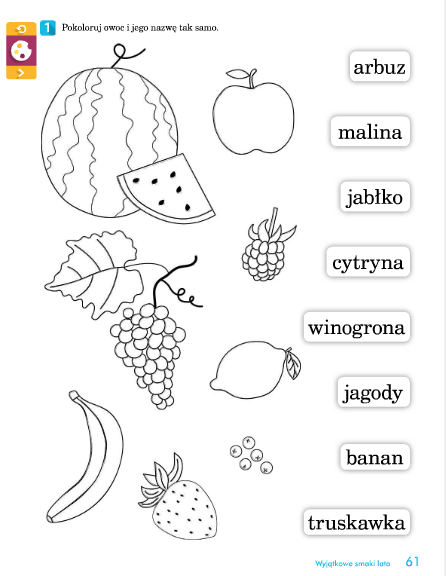 1 Pokoloruj owoc i jego nazwę tak samo.
arbuz
malina
jabłko
cytryna
winogrona
jagody
banan
truskawka
Wyjątkowe smaki lata 61